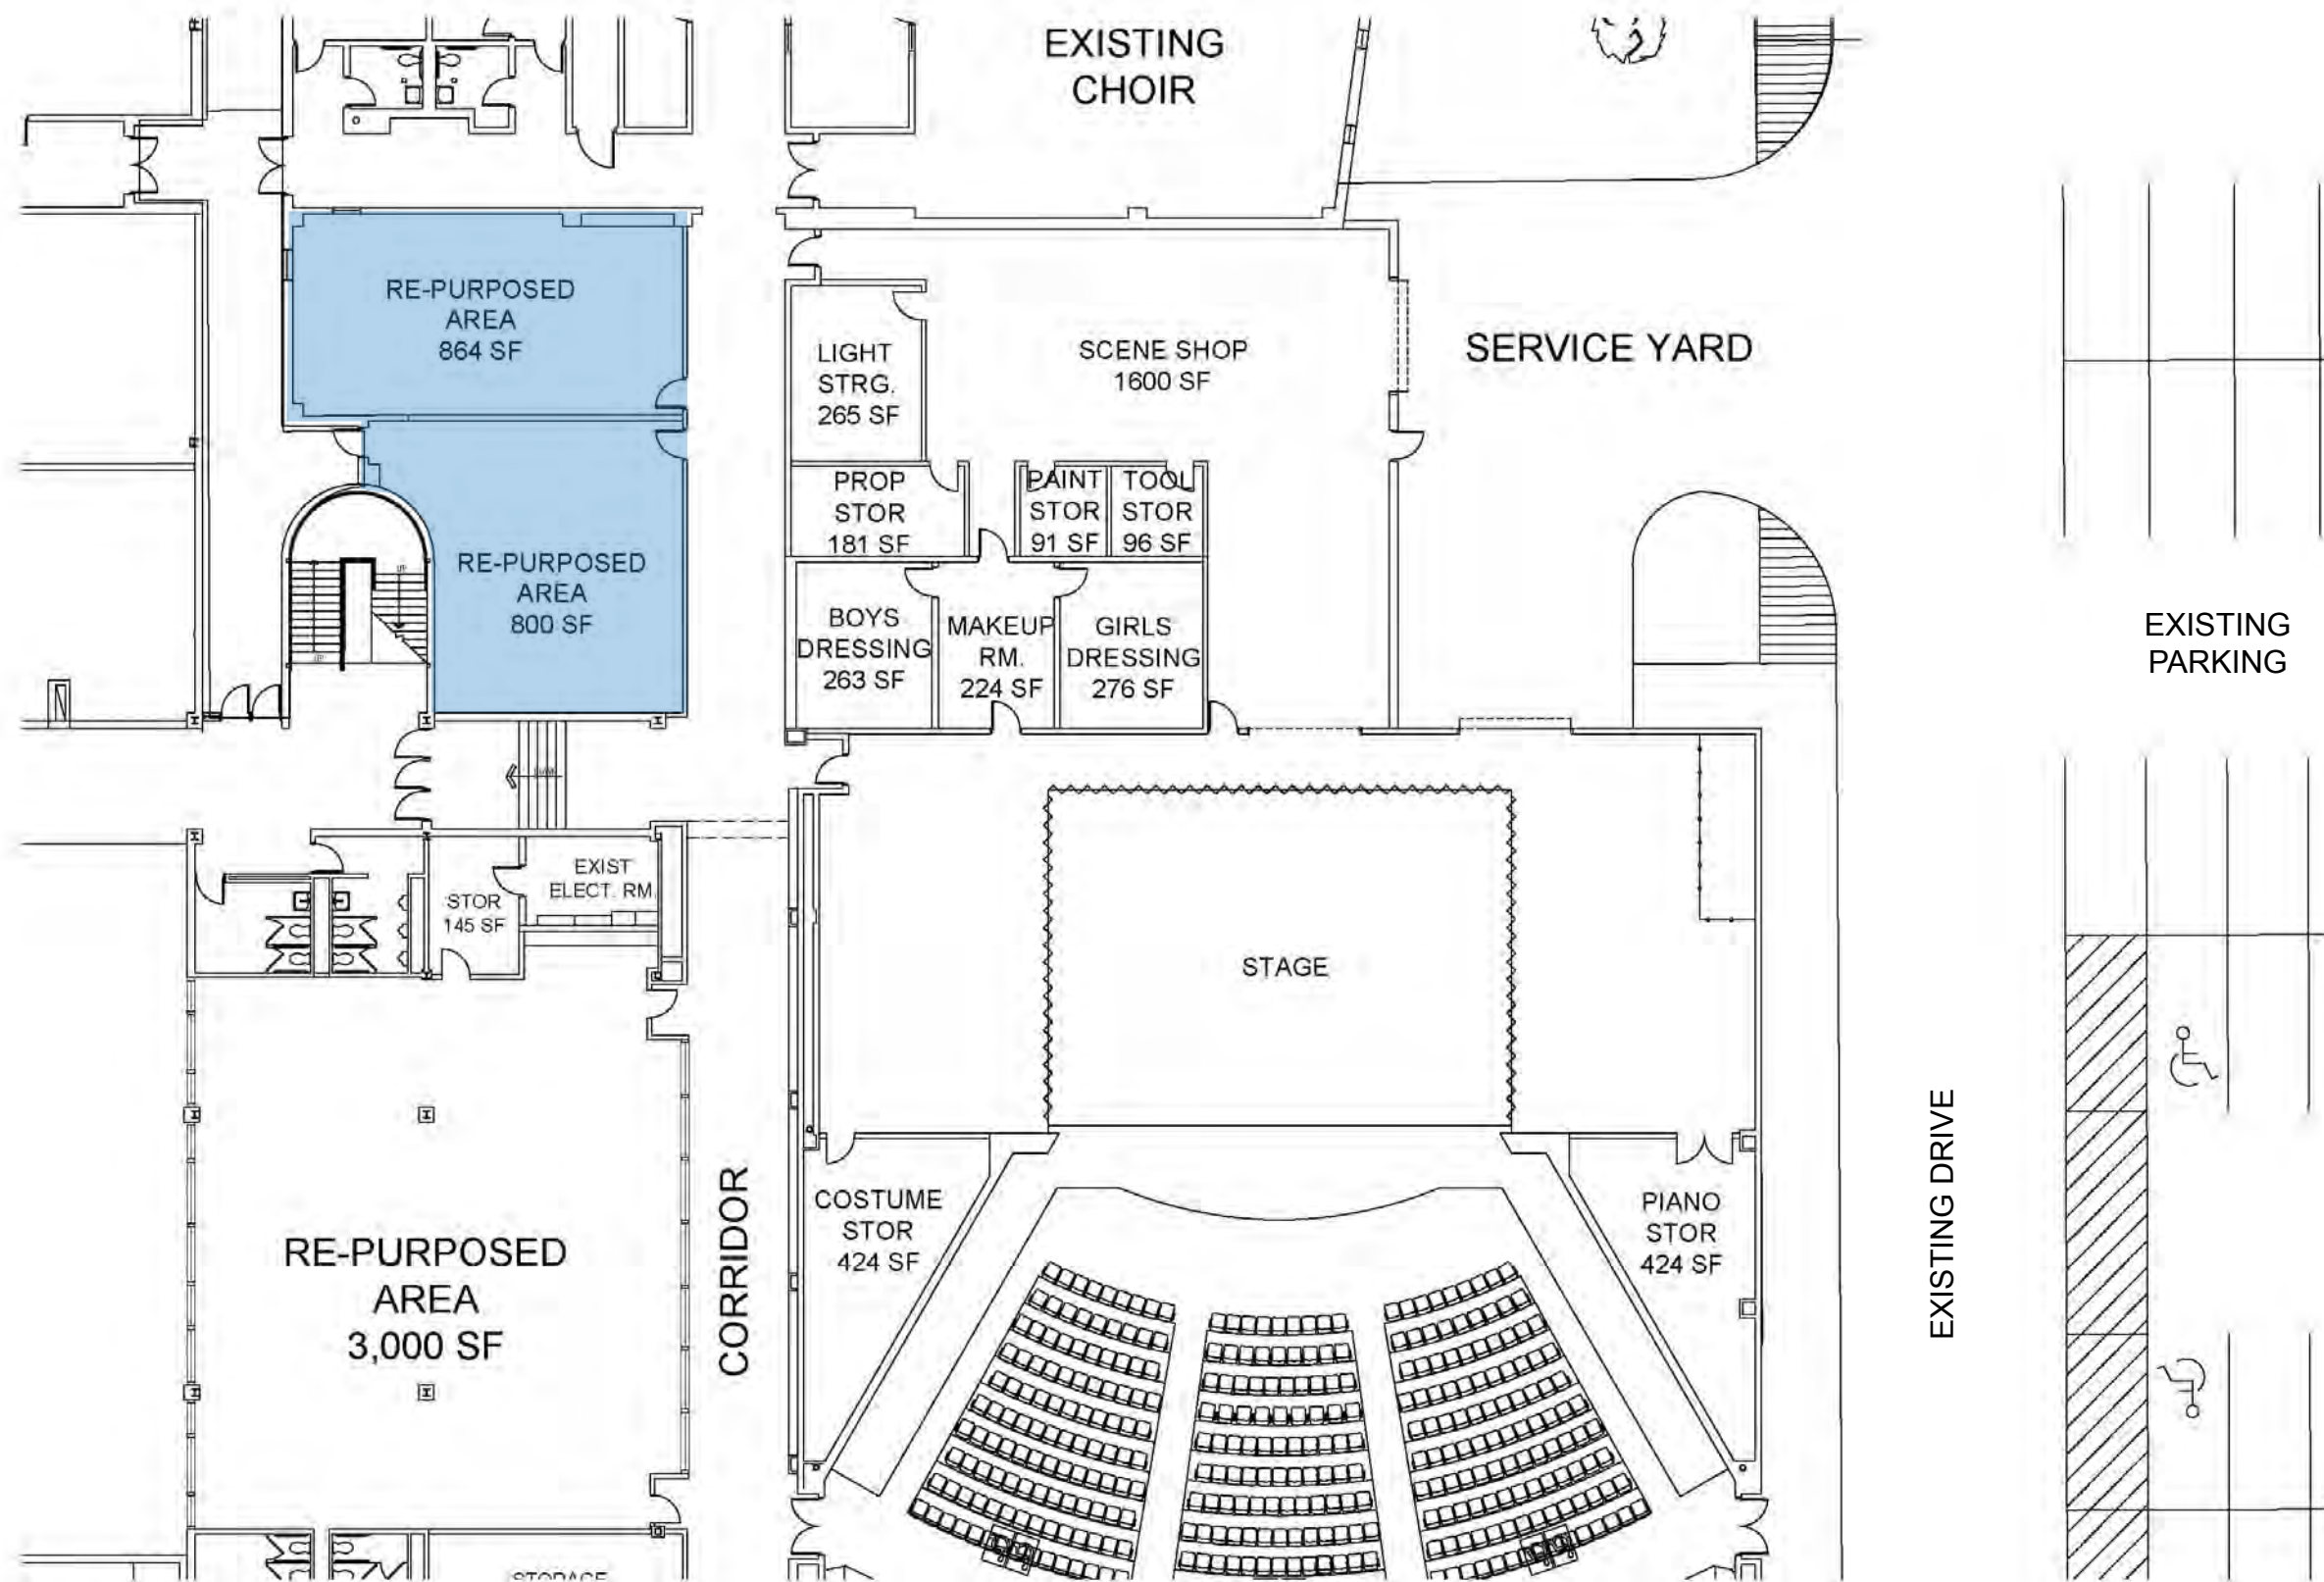 EXISTING
CHOIR
RE-PURPOSED
AREA
864 SF
LIGHT
STRG.
265 SF
SCENE SHOP
1600 SF
SERVICE YARD
PROP
STOR
181 SF
PAINT
STOR
91 SF
TOOL
STOR
96 SF
RE-PURPOSED
AREA
800 SF
BOYS
DRESSING
263 SF
MAKEUP
RM.
224 SF
GIRLS
DRESSING
276 SF
EXISTING
PARKING
UP
UP
EXIST
ELECT. RM.
STOR
145 SF
STAGE
COSTUME
STOR
424 SF
PIANO
STOR
424 SF
RE-PURPOSED
AREA
3,000 SF
CORRIDOR
EXISTING DRIVE
STORAGE